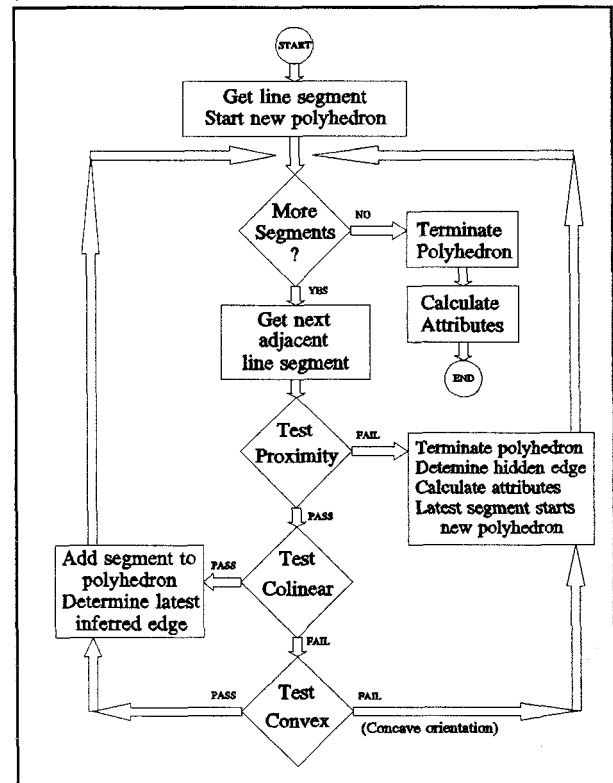 START
Get line segment
Start new polyhedron
More
Segments
?
NO
Terminate
Polyhedron
YES
Calculate
Attributes
Get next
adjacent
line segment
END
Test
Proximity
FAIL
Terminate polyhedron
Detemine hidden edge
Calculate attributes
Latest segment starts
new polyhedron
PASS
Add segment to
polyhedron
Determine latest
inferred edge
PASS
Test
Colinear
FAIL
PASS
Test
Convex
FAIL
(Concave orientation)